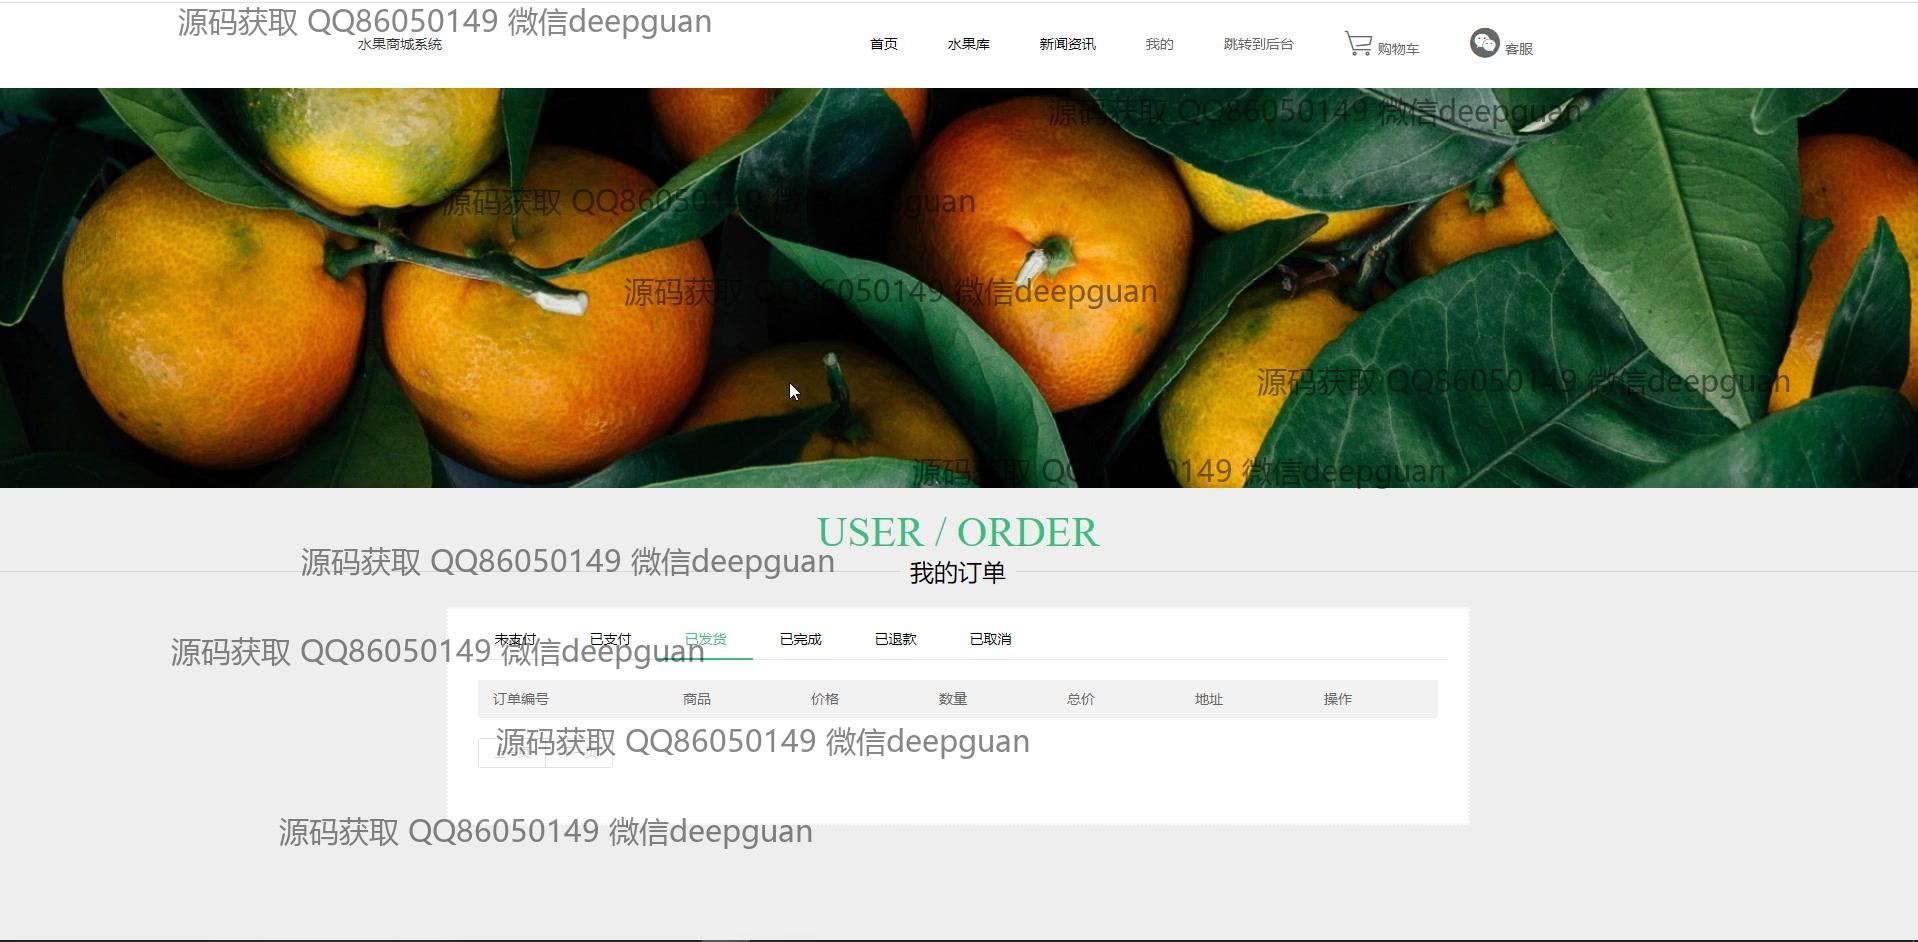 源码获取 QQ86050149 微信deepguan
水果商城系统
首页 水果库 新闻资讯 我的 跳转到后台 购物车 客服
源码获取 QQ86050149 微信deepguan
源码获取 QQ86050149 微信deepguan
源码获取 QQ86050149 微信deepguan
源码获取 QQ86050149 微信deepguan
源码获取 QQ86050149 微信deepguan
USER / ORDER
源码获取 QQ86050149 微信deepguan
我的订单
未支付 已支付 已发货 已完成 已退款 已取消
源码获取 QQ86050149 微信deepguan
订单编号 商品 价格 数量 总价 地址 操作
源码获取 QQ86050149 微信deepguan
源码获取 QQ86050149 微信deepguan